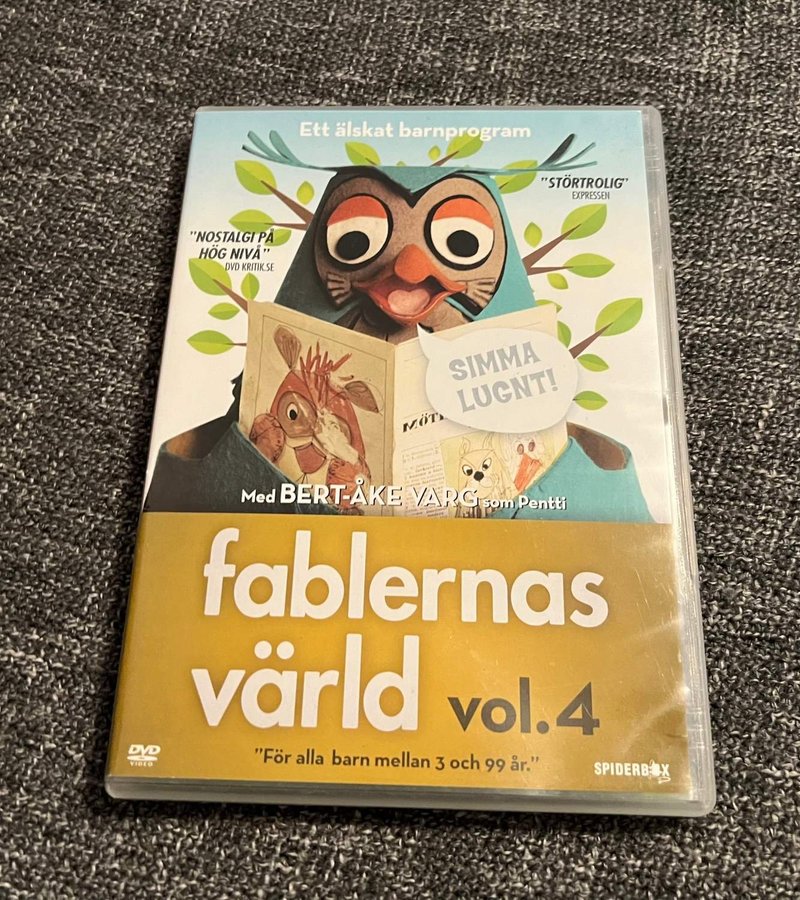 Ett älskat barnprogram
"STÖRTROLIG"
EXPRESSEN
"NOSTALGI PÅ
HÖG NIVÅ"
DVD KRITIK.SE
SIMMA
LUGNT!
Med BERT-ÅKE VARG som Pentti
fablernas
värld vol.4
"För alla barn mellan 3 och 99 år."
DVD
VIDEO
SPIDERBOX